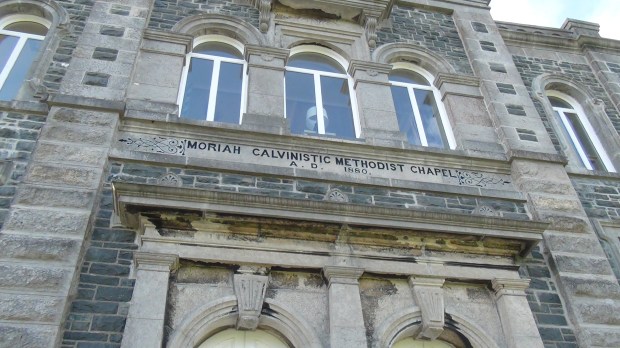 MORIAH CALVINISTIC METHODIST CHAPEL
A.D. 1880.